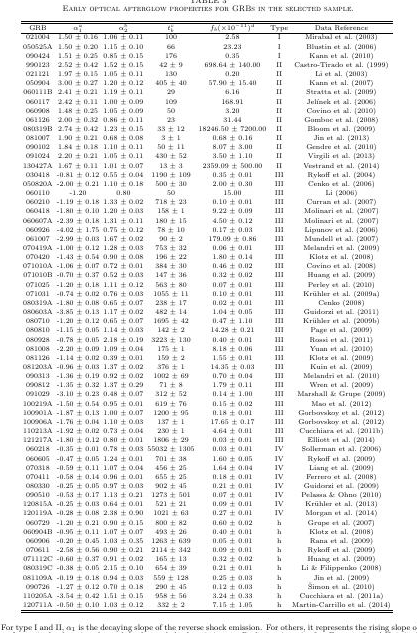 TABLE 3
Early optical afterglow properties for GRBs in the selected sample.
GRB Type Data Reference
021004 1.50 ± 0.16 1.06 ± 0.11 100 2.58 I Mirabal et al. (2003)
050525A 1.50 ± 0.20 1.15 ± 0.10 66 23.23 I Blustin et al. (2006)
090424 1.51 ± 0.25 0.85 ± 0.15 176 0.35 I Kann et al. (2010)
990123 2.52 ± 0.42 1.52 ± 0.15 42 ± 9 698.64 ± 140.00 II Castro-Tirado et al. (1999)
021211 1.97 ± 0.15 1.05 ± 0.11 130 0.20 II Li et al. (2003)
050904 3.00 ± 0.27 1.20 ± 0.12 405 ± 40 57.90 ± 15.40 II Kann et al. (2007)
060111B 2.41 ± 0.21 1.19 ± 0.11 29 6.16 II Stratta et al. (2009)
060117 2.42 ± 0.11 1.00 ± 0.09 109 168.91 II Jelínek et al. (2006)
060908 1.48 ± 0.25 1.05 ± 0.09 50 3.20 II Covino et al. (2010)
061126 2.00 ± 0.32 0.86 ± 0.11 23 31.44 II Gomboc et al. (2008)
080319B 2.74 ± 0.42 1.23 ± 0.15 33 ± 12 18246.50 ± 7200.00 II Bloom et al. (2009)
081007 1.90 ± 0.21 0.68 ± 0.08 3 ± 1 0.68 ± 0.16 II Jin et al. (2013)
090102 1.84 ± 0.18 1.10 ± 0.11 50 ± 11 8.07 ± 3.00 II Gendre et al. (2010)
091024 2.20 ± 0.21 1.05 ± 0.11 430 ± 52 3.50 ± 1.10 II Virgili et al. (2013)
130427A 1.67 ± 0.11 1.01 ± 0.07 13 ± 3 2359.09 ± 500.00 II Vestrand et al. (2014)
030418 -0.81 ± 0.12 0.55 ± 0.04 1190 ± 109 0.35 ± 0.01 III Rykoff et al. (2004)
050820A -2.00 ± 0.21 1.10 ± 0.18 500 ± 30 2.00 ± 0.30 III Cenko et al. (2006)
060110 -1.20 0.80 50 15.00 III Li (2006)
060210 -1.19 ± 0.18 1.33 ± 0.02 718 ± 23 0.10 ± 0.01 III Curran et al. (2007)
060418 -1.80 ± 0.10 1.20 ± 0.03 158 ± 1 9.22 ± 0.09 III Molinari et al. (2007)
060607A -2.39 ± 0.18 1.31 ± 0.11 180 ± 15 4.50 ± 0.12 III Molinari et al. (2007)
060926 -4.02 ± 1.75 0.75 ± 0.12 78 ± 10 0.17 ± 0.03 III Lipunov et al. (2006)
061007 -2.99 ± 0.03 1.67 ± 0.02 90 ± 2 179.09 ± 0.86 III Mundell et al. (2007)
070419A -1.00 ± 0.12 1.28 ± 0.03 753 ± 32 0.06 ± 0.01 III Melandri et al. (2009)
070420 -1.43 ± 0.54 0.90 ± 0.08 196 ± 22 1.80 ± 0.14 III Klotz et al. (2008)
071010A -1.06 ± 0.07 0.72 ± 0.01 384 ± 30 0.46 ± 0.02 III Covino et al. (2008)
071010B -0.70 ± 0.37 0.52 ± 0.03 147 ± 36 0.32 ± 0.02 III Huang et al. (2009)
071025 -1.20 ± 0.18 1.11 ± 0.12 563 ± 80 0.07 ± 0.01 III Perley et al. (2010)
071031 -0.74 ± 0.02 0.76 ± 0.03 1055 ± 11 0.10 ± 0.01 III Krühler et al. (2009a)
080319A -1.80 ± 0.08 0.65 ± 0.07 238 ± 17 0.02 ± 0.01 III Cenko (2008)
080603A -3.85 ± 0.13 1.17 ± 0.02 482 ± 14 1.04 ± 0.05 III Guidorzi et al. (2011)
080710 -1.20 ± 0.12 0.65 ± 0.07 1695 ± 42 0.47 ± 1.10 III Krühler et al. (2009b)
080810 -1.15 ± 0.05 1.14 ± 0.03 142 ± 2 14.28 ± 0.21 III Page et al. (2009)
080928 -0.78 ± 0.05 2.18 ± 0.19 3223 ± 130 0.40 ± 0.01 III Rossi et al. (2011)
081008 -2.20 ± 0.09 1.09 ± 0.04 175 ± 1 8.18 ± 0.06 III Yuan et al. (2010)
081126 -1.14 ± 0.02 0.39 ± 0.01 159 ± 2 1.55 ± 0.01 III Klotz et al. (2009)
081203A -0.96 ± 0.03 1.37 ± 0.02 376 ± 1 14.35 ± 0.03 III Kuin et al. (2009)
090313 -1.36 ± 0.19 0.92 ± 0.02 1002 ± 69 0.70 ± 0.04 III Melandri et al. (2010)
090812 -1.35 ± 0.32 1.37 ± 0.29 71 ± 8 1.79 ± 0.11 III Wren et al. (2009)
091029 -3.10 ± 0.23 0.48 ± 0.07 312 ± 52 0.14 ± 1.00 III Marshall & Grupe (2009)
100219A -1.50 ± 0.54 0.95 ± 0.01 619 ± 76 0.15 ± 0.02 III Mao et al. (2012)
100901A -1.87 ± 0.13 1.00 ± 0.07 1200 ± 95 0.18 ± 0.01 III Gorbovskoy et al. (2012)
100906A -1.76 ± 0.04 1.10 ± 0.03 137 ± 1 17.65 ± 0.17 III Gorbovskoy et al. (2012)
110213A -1.92 ± 0.02 0.73 ± 0.04 230 ± 1 4.64 ± 0.01 III Cucchiara et al. (2011b)
121217A -1.80 ± 0.12 0.80 ± 0.01 1806 ± 29 0.03 ± 0.01 III Elliott et al. (2014)
060218 -0.35 ± 0.01 0.78 ± 0.03 55032 ± 1305 0.03 ± 0.01 IV Sollerman et al. (2006)
060605 -0.47 ± 0.05 1.24 ± 0.01 701 ± 38 1.60 ± 0.05 IV Rykoff et al. (2009)
070318 -0.59 ± 0.11 1.07 ± 0.04 456 ± 25 1.64 ± 0.04 IV Liang et al. (2009)
070411 -0.58 ± 0.14 0.96 ± 0.01 655 ± 25 0.18 ± 0.01 IV Ferrero et al. (2008)
080330 -0.25 ± 0.05 0.97 ± 0.03 902 ± 45 0.21 ± 0.01 IV Guidorzi et al. (2009)
090510 -0.53 ± 0.17 1.13 ± 0.21 1273 ± 501 0.07 ± 0.01 IV Pelassa & Ohno (2010)
120815A -0.25 ± 0.03 0.64 ± 0.01 521 ± 21 0.09 ± 0.01 IV Krühler et al. (2013)
120119A -0.28 ± 0.08 2.38 ± 0.90 1021 ± 63 0.27 ± 0.01 IV Morgan et al. (2014)
060729 -1.20 ± 0.21 0.90 ± 0.15 800 ± 82 0.60 ± 0.02 h Grupe et al. (2007)
060904B -0.95 ± 0.11 1.07 ± 0.07 493 ± 26 0.40 ± 0.01 h Klotz et al. (2008)
060906 -0.20 ± 0.45 1.03 ± 0.35 1263 ± 639 0.05 ± 0.01 h Rana et al. (2009)
070611 -2.58 ± 0.56 0.90 ± 0.21 2114 ± 342 0.09 ± 0.01 h Rykoff et al. (2009)
071112C -0.60 ± 0.37 0.91 ± 0.02 165 ± 13 0.32 ± 0.02 h Huang et al. (2009)
080319C -0.38 ± 0.05 2.15 ± 0.10 654 ± 39 0.21 ± 0.01 h Li & Filippenko (2008)
081109A -0.19 ± 0.18 0.94 ± 0.03 559 ± 128 0.25 ± 0.03 h Jin et al. (2009)
090726 -1.27 ± 0.12 0.70 ± 0.18 290 ± 45 0.12 ± 0.03 h Šimon et al. (2010)
110205A -3.54 ± 0.42 1.51 ± 0.15 958 ± 56 3.24 ± 0.33 h Cucchiara et al. (2011a)
120711A -0.50 ± 0.10 1.03 ± 0.12 332 ± 2 7.15 ± 1.05 h Martin-Carrillo et al. (2014)
For type I and II, α1 is the decaying slope of the reverse shock emission. For others, it represents the rising slope o